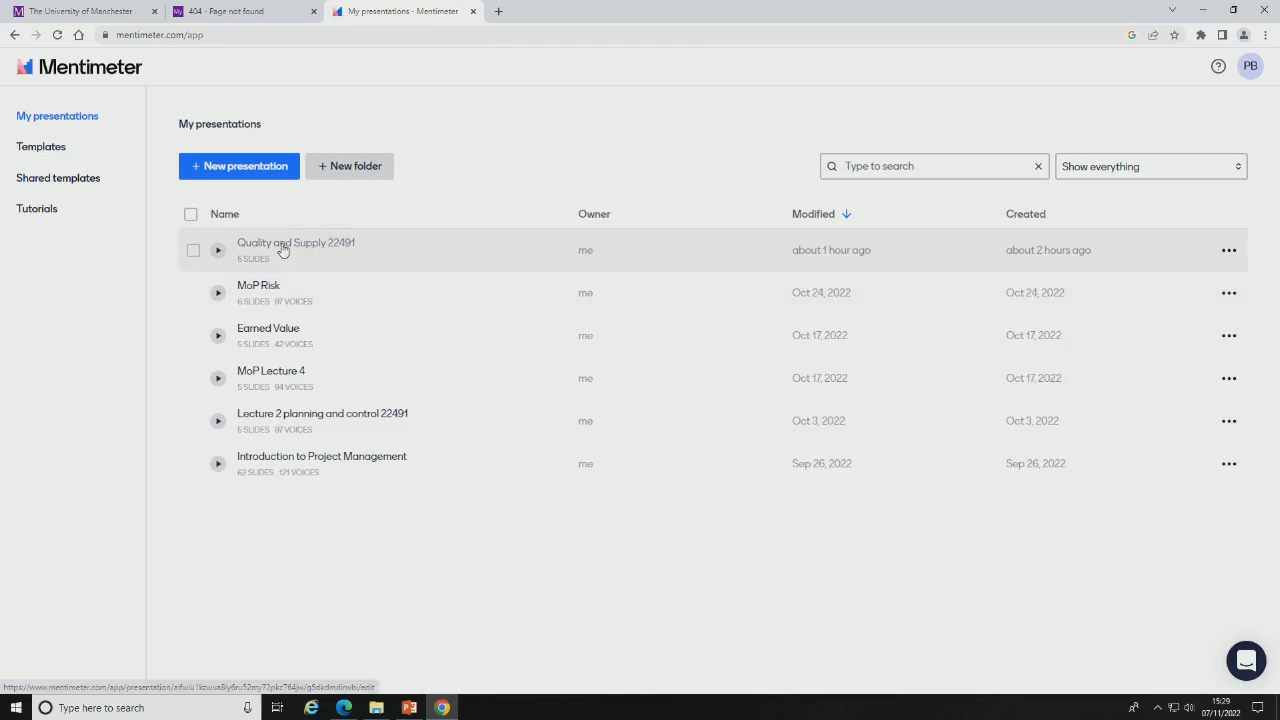 The University of Manchester
404 - Page not found
My presentations - Mentimeter
mentimeter.com/app
Mentimeter
PB
My presentations
Templates
Shared templates
Tutorials
My presentations
+ New presentation
+ New folder
Type to search
Show everything
Name Owner Modified Created
Quality and Supply 22491
5 SLIDES
me about 1 hour ago about 2 hours ago
MoP Risk
6 SLIDES 97 VOICES
me Oct 24, 2022 Oct 24, 2022
Earned Value
5 SLIDES 42 VOICES
me Oct 17, 2022 Oct 17, 2022
MoP Lecture 4
5 SLIDES 94 VOICES
me Oct 17, 2022 Oct 17, 2022
Lecture 2 planning and control 22491
5 SLIDES 97 VOICES
me Oct 3, 2022 Oct 3, 2022
Introduction to Project Management
62 SLIDES 121 VOICES
me Sep 26, 2022 Sep 26, 2022
Type here to search
15:29
07/11/2022